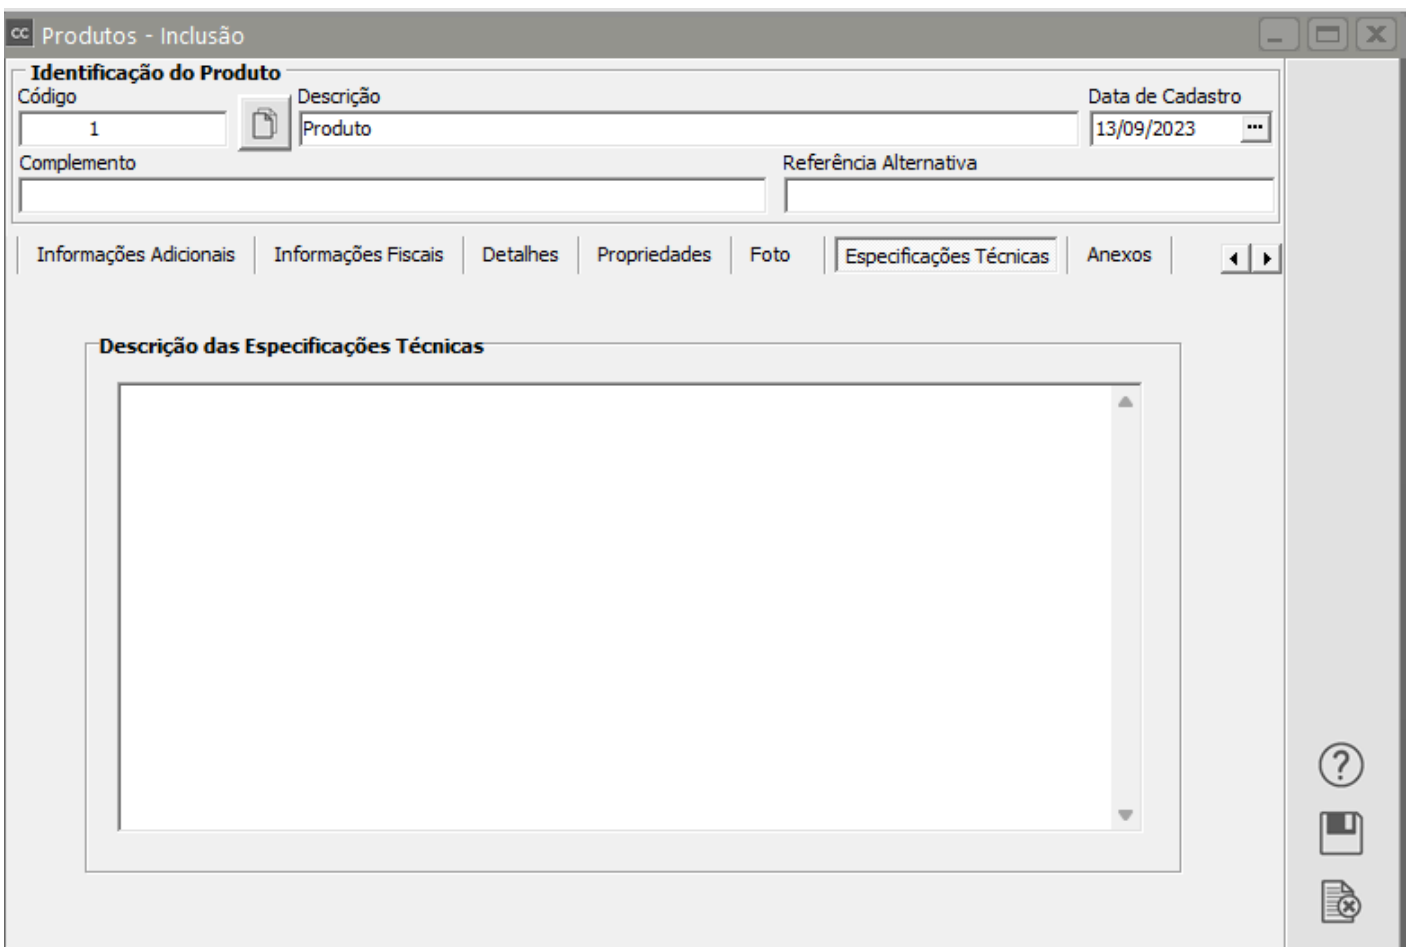 cc Produtos - Inclusão
Identificação do Produto
Código Descrição Data de Cadastro
1 Produto 13/09/2023 ...
Complemento Referência Alternativa
Informações Adicionais Informações Fiscais Detalhes Propriedades Foto Especificações Técnicas Anexos
Descrição das Especificações Técnicas